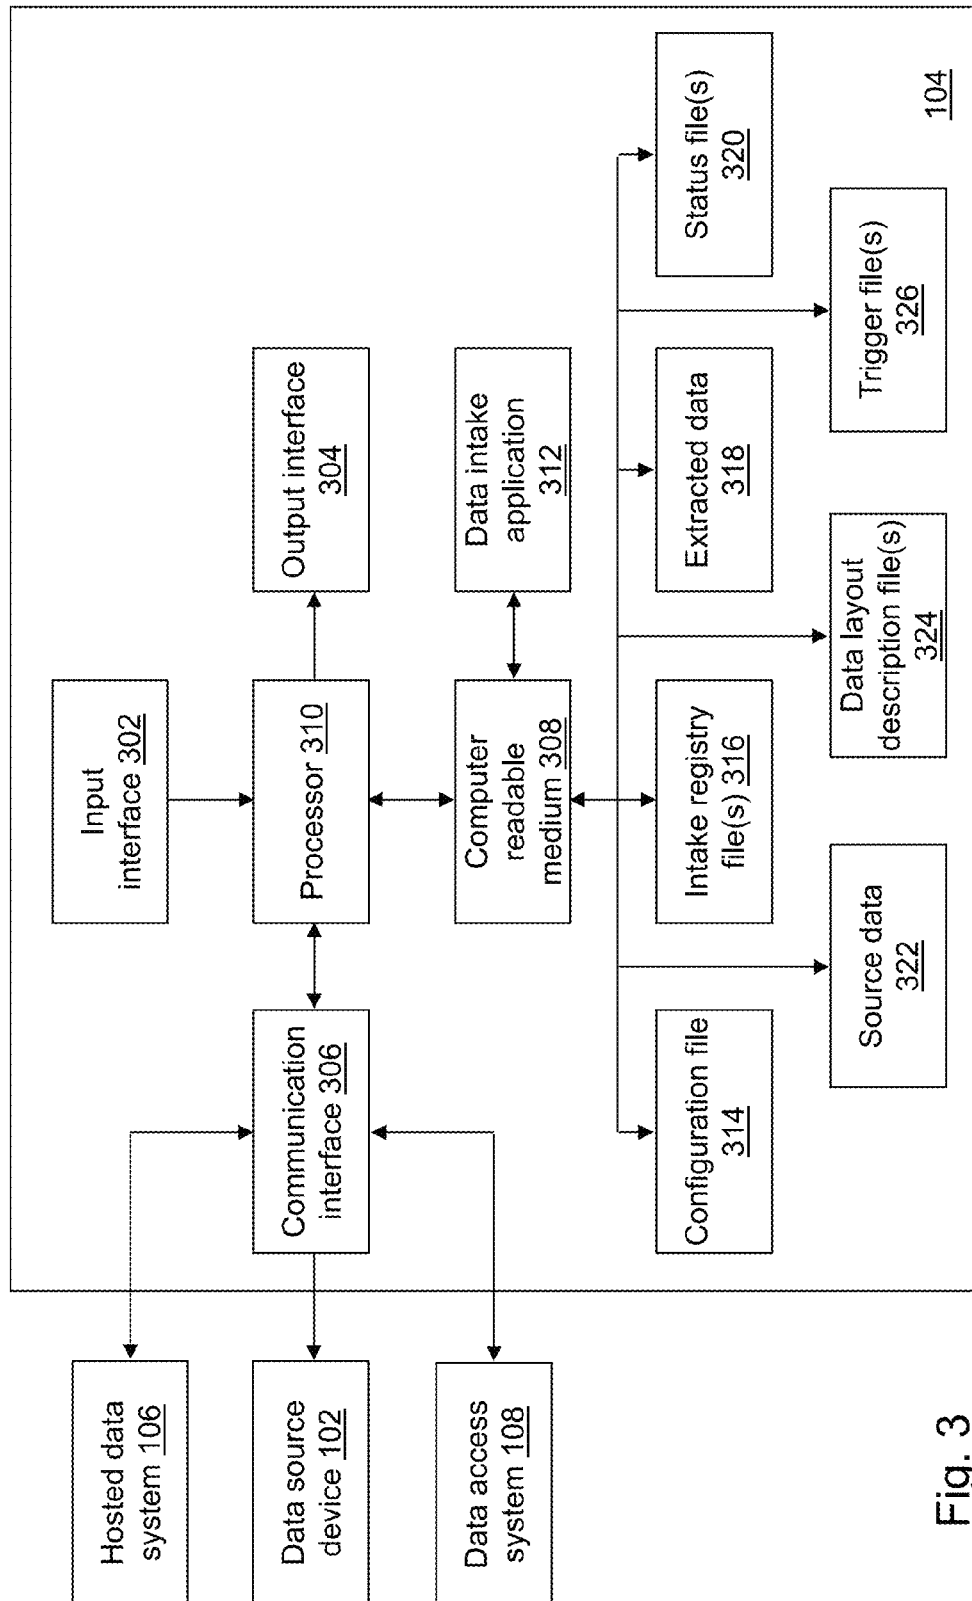 Hosted data
system 106
Data source
device 102
Data access
system 108
Communication
interface 306
Input
interface 302
Processor 310
Output interface
304
Computer
readable
medium 308
Data intake
application
312
Configuration file
314
Intake registry
file(s) 316
Extracted data
318
Status file(s)
320
Source data
322
Data layout
description file(s)
324
Trigger file(s)
326
104
Fig. 3